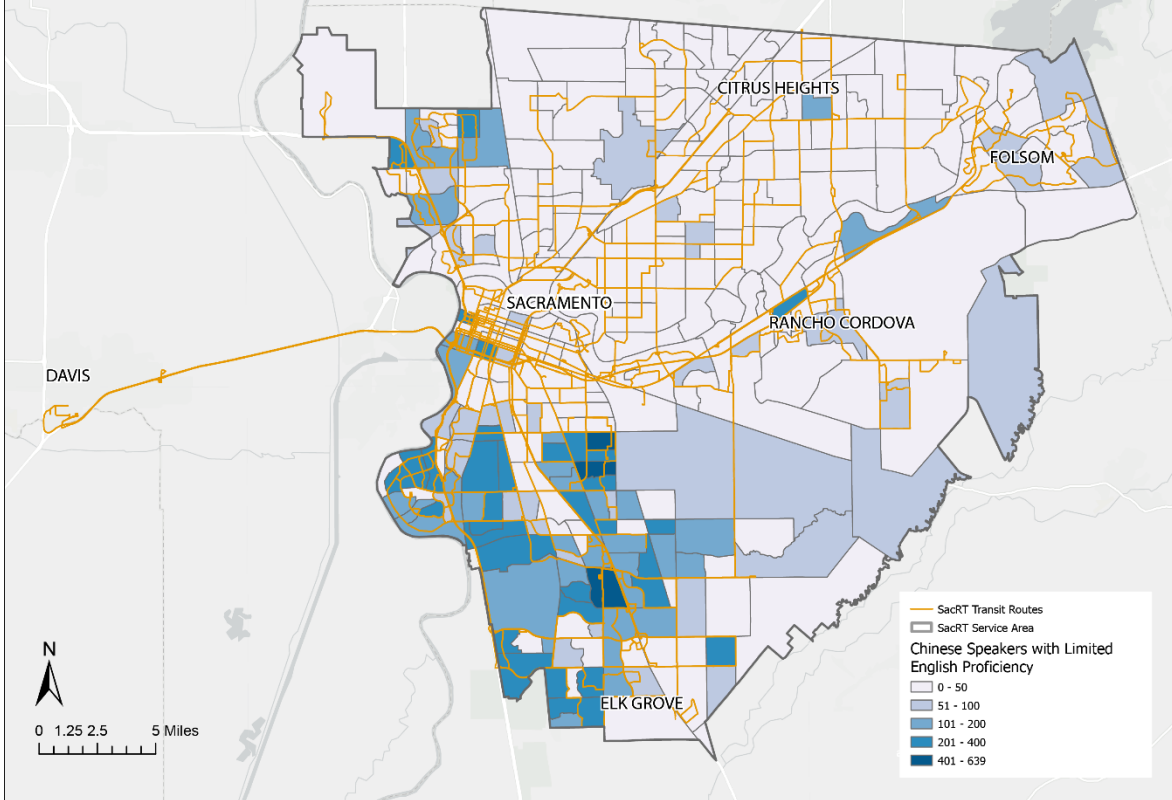 CITRUS HEIGHTS
FOLSOM
SACRAMENTO
RANCHO CORDOVA
DAVIS
ELK GROVE
N
0 1.25 2.5 5 Miles
SacRT Transit Routes
SacRT Service Area
Chinese Speakers with Limited
English Proficiency
0 - 50
51 - 100
101 - 200
201 - 400
401 - 639